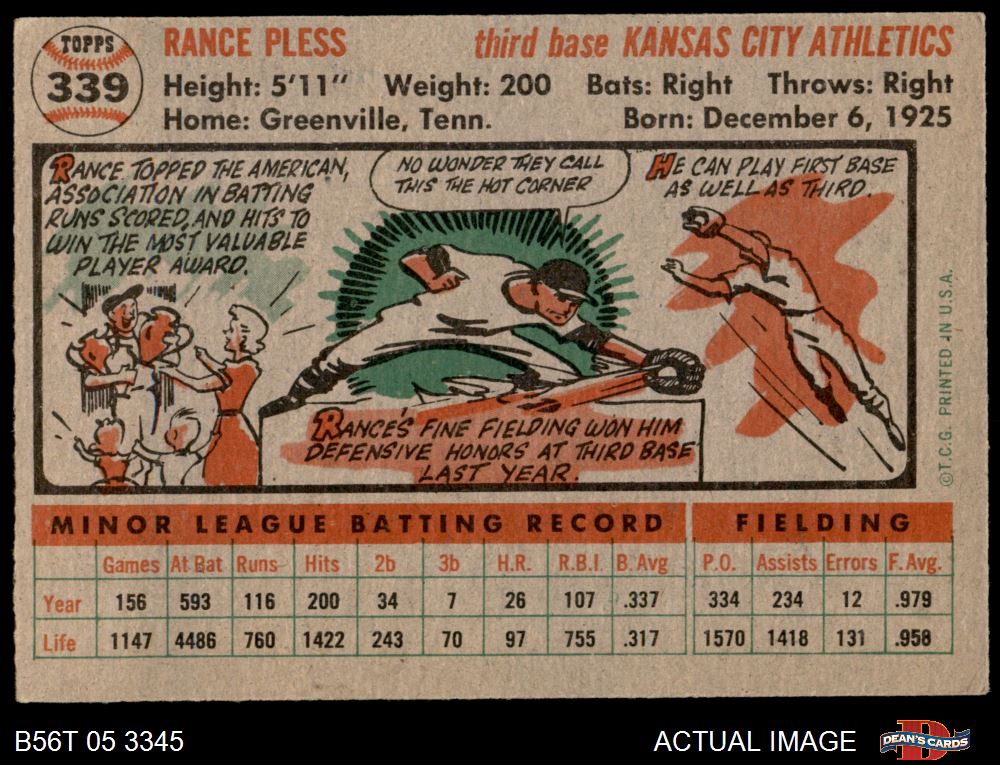 TOPPS
339
RANCE PLESS
third base KANSAS CITY ATHLETICS
Height: 5'11" Weight: 200 Bats: Right Throws: Right
Home: Greenville, Tenn. Born: December 6, 1925
RANCE TOPPED THE AMERICAN,
ASSOCIATION IN BATTING
RUNS SCORED, AND HITS TO
WIN THE MOST VALUABLE
PLAYER AWARD.
NO WONDER THEY CALL
THIS THE HOT CORNER
RANCE'S FINE FIELDING WON HIM
DEFENSIVE HONORS AT THIRD BASE
LAST YEAR.
HE CAN PLAY FIRST BASE
AS WELL AS THIRD.
©T.C.G. PRINTED IN U.S.A.
MINOR LEAGUE BATTING RECORD FIELDING
Games At Bat Runs Hits 2b 3b H.R. R.B.I. B. Avg P.O. Assists Errors F. Avg.
Year 156 593 116 200 34 7 26 107 .337 334 234 12 .979
Life 1147 4486 760 1422 243 70 97 755 .317 1570 1418 131 .958
B56T 05 3345
ACTUAL IMAGE
DEAN'S CARDS